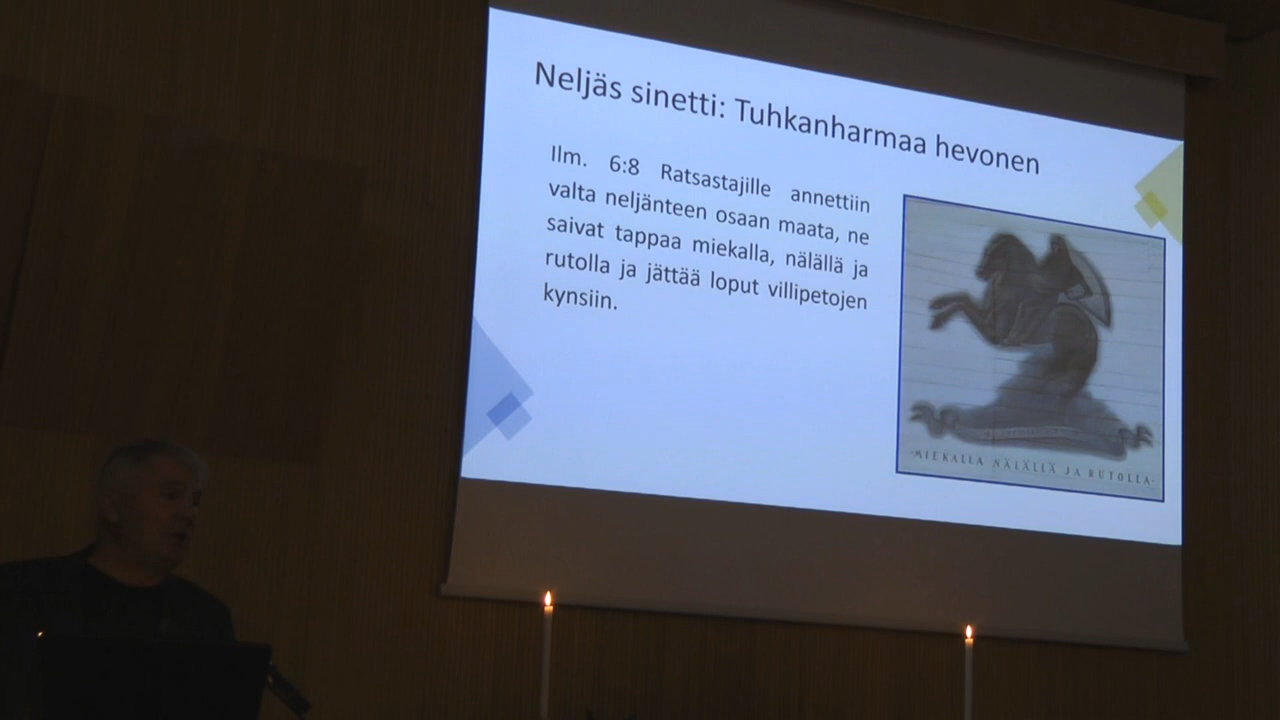 Neljäs sinetti: Tuhkanharmaa hevonen
Ilm. 6:8 Ratsastajille annettiin
valta neljänteen osaan maata, ne
saivat tappaa miekalla, nälällä ja
rutolla ja jättää loput villipetojen
kynsiin.
·MIEKALLA NÄLÄLLÄ JA RUTOLLA·